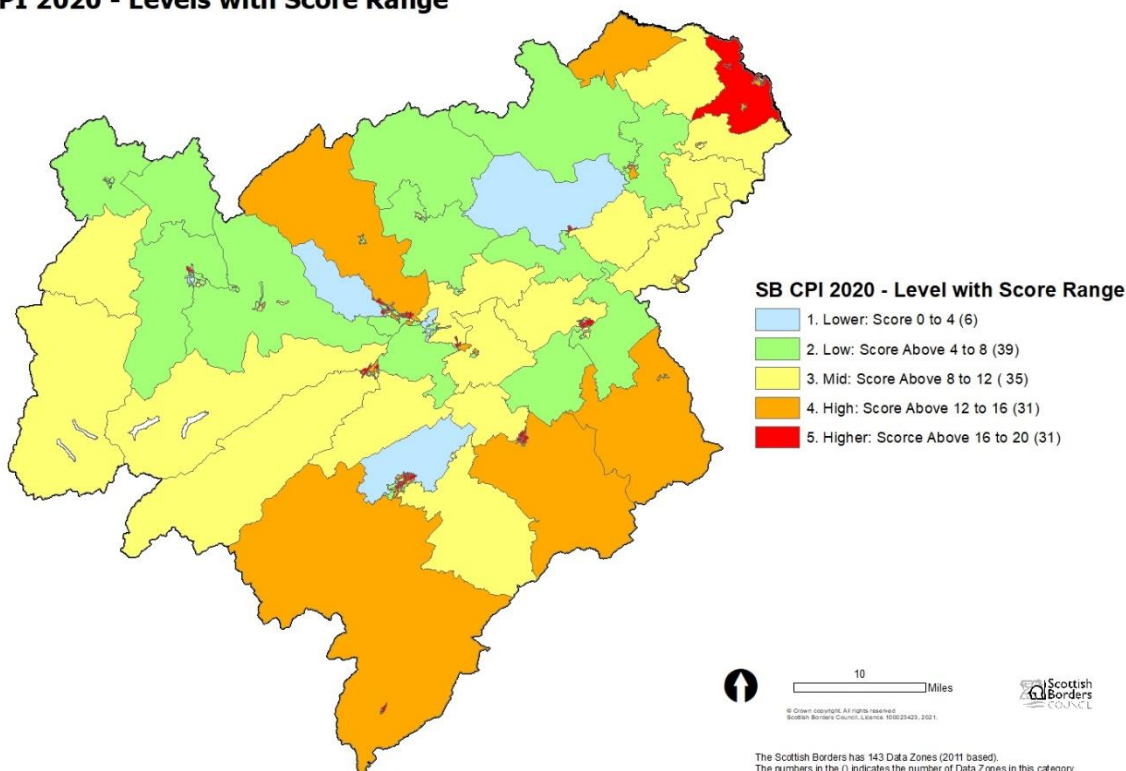 PI 2020 - Levels with Score Range
SB CPI 2020 - Level with Score Range
1. Lower: Score 0 to 4 (6)
2. Low: Score Above 4 to 8 (39)
3. Mid: Score Above 8 to 12 ( 35)
4. High: Score Above 12 to 16 (31)
5. Higher: Scorce Above 16 to 20 (31)
10
Miles
Scottish
Borders
COUNCIL
© Crown copyright. All rights reserved
Scottish Borders Council, Licence 100023423, 2021.
The Scottish Borders has 143 Data Zones (2011 based).
The numbers in the () indicates the number of Data Zones in this category